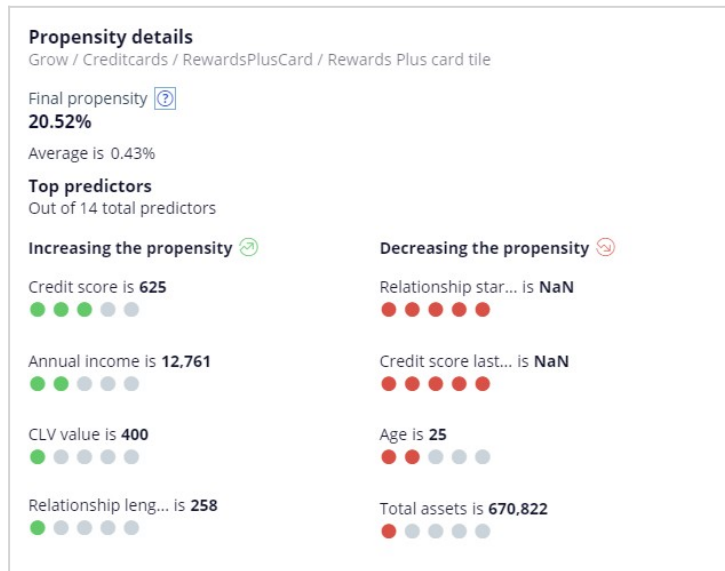 Propensity details
Grow / Creditcards / RewardsPlusCard / Rewards Plus card tile
Final propensity ?
20.52%
Average is 0.43%
Top predictors
Out of 14 total predictors
Increasing the propensity
Decreasing the propensity
Credit score is 625
Relationship star... is NaN
Annual income is 12,761
Credit score last... is NaN
CLV value is 400
Age is 25
Relationship leng... is 258
Total assets is 670,822